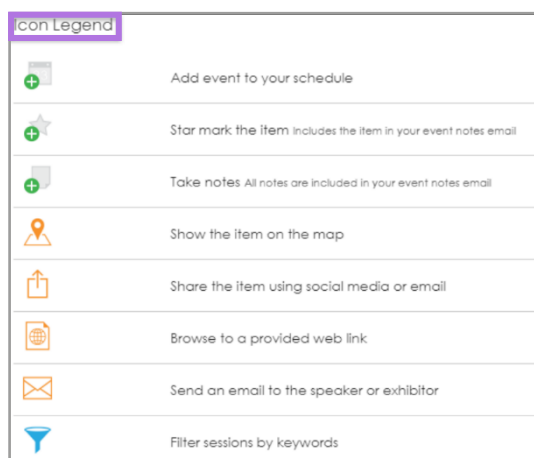 Icon Legend
Add event to your schedule
Star mark the item Includes the item in your event notes email
Take notes All notes are included in your event notes email
Show the item on the map
Share the item using social media or email
Browse to a provided web link
Send an email to the speaker or exhibitor
Filter sessions by keywords